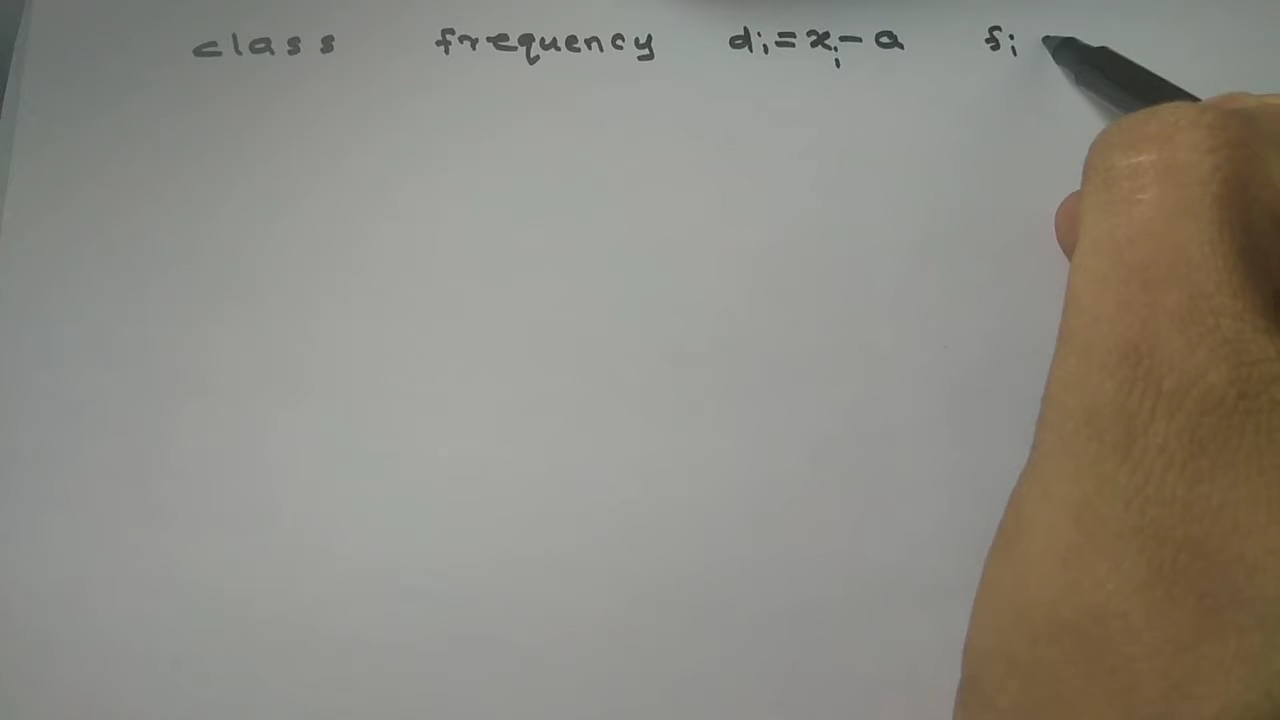 class frequency di = xi - a fi